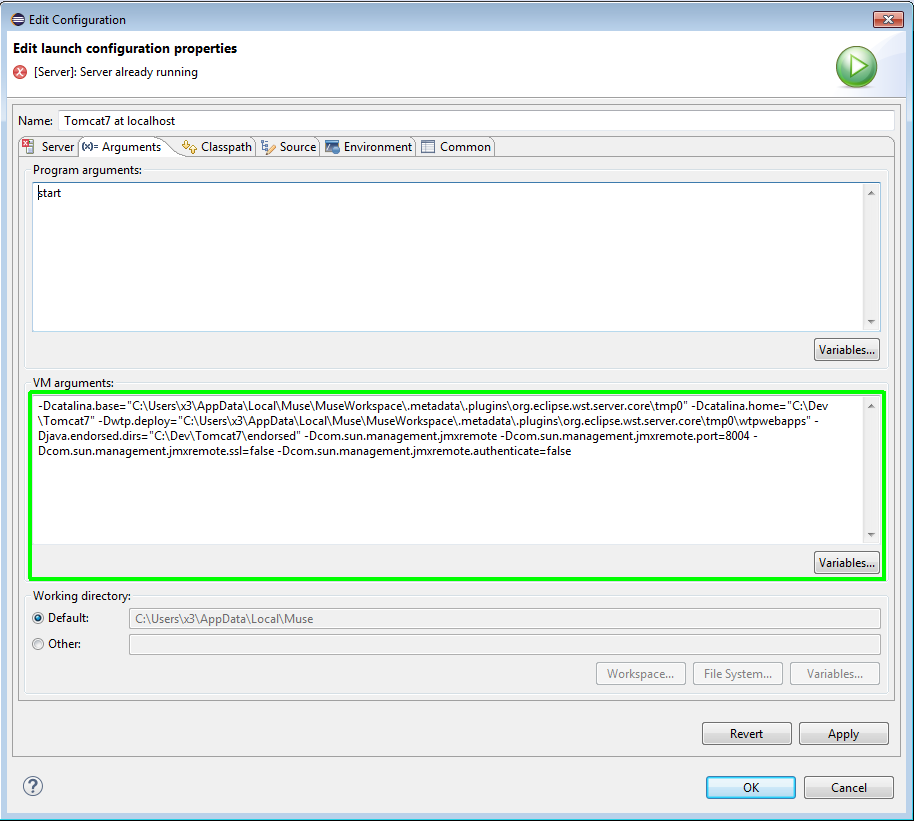 Edit Configuration
Edit launch configuration properties
[Server]: Server already running
Name: Tomcat7 at localhost
Server (x)= Arguments Classpath Source Environment Common
Program arguments:
start
Variables...
VM arguments:
-Dcatalina.base="C:\Users\x3\AppData\Local\Muse\MuseWorkspace\.metadata\.plugins\org.eclipse.wst.server.core\tmp0" -Dcatalina.home="C:\Dev
\Tomcat7" -Dwtp.deploy="C:\Users\x3\AppData\Local\Muse\MuseWorkspace\.metadata\.plugins\org.eclipse.wst.server.core\tmp0\wtpwebapps" -
Djava.endorsed.dirs="C:\Dev\Tomcat7\endorsed" -Dcom.sun.management.jmxremote -Dcom.sun.management.jmxremote.port=8004 -
Dcom.sun.management.jmxremote.ssl=false -Dcom.sun.management.jmxremote.authenticate=false
Variables...
Working directory:
Default: C:\Users\x3\AppData\Local\Muse
Other:
Workspace... File System... Variables...
Revert Apply
? OK Cancel